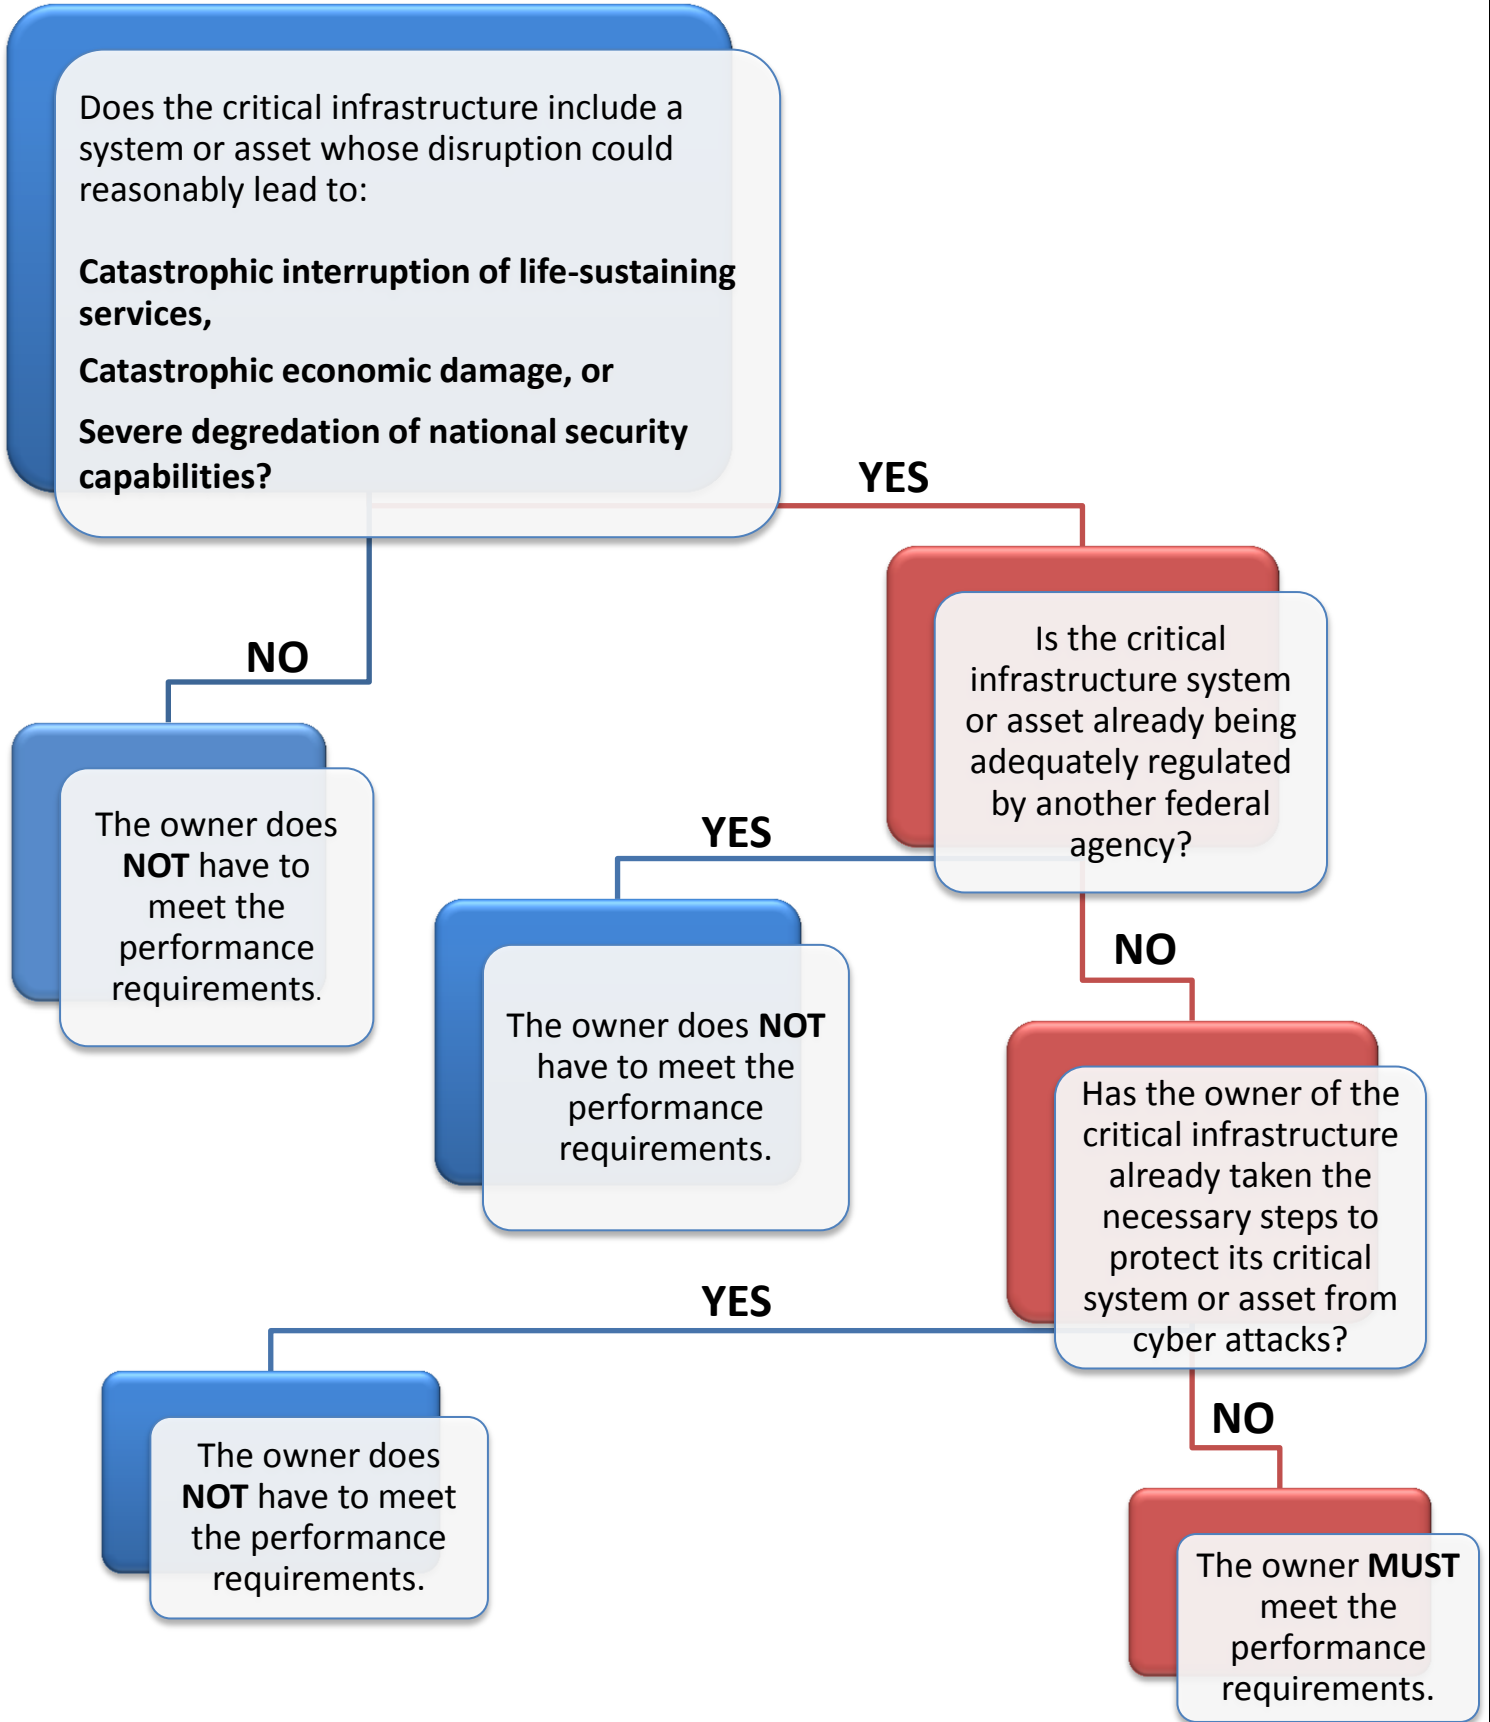 Does the critical infrastructure include a
system or asset whose disruption could
reasonably lead to:
Catastrophic interruption of life-sustaining
services,
Catastrophic economic damage, or
Severe degredation of national security
capabilities?
YES
NO
Is the critical
infrastructure system
or asset already being
adequately regulated
by another federal
agency?
The owner does
NOT have to
meet the
performance
requirements.
YES
NO
The owner does NOT
have to meet the
performance
requirements.
Has the owner of the
critical infrastructure
already taken the
necessary steps to
protect its critical
system or asset from
cyber attacks?
YES
NO
The owner does
NOT have to meet
the performance
requirements.
The owner MUST
meet the
performance
requirements.